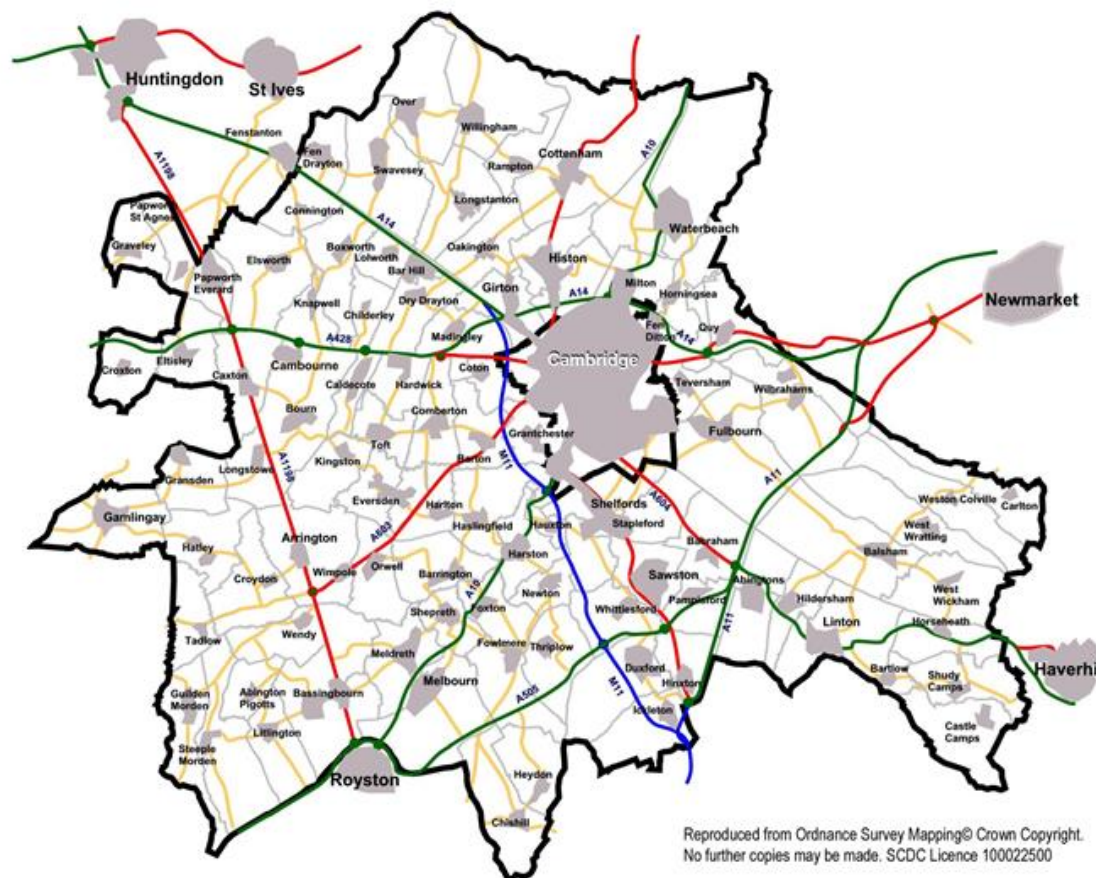 Huntingdon
St Ives
Over
Willingham
Fenstanton
Fen
Drayton
Swavesey
Rampton
Cottenham
A10
A1198
Papwor
St Agnes
Connington
Longstanton
A14
Waterbeach
Graveley
Elsworth
Boxworth
Lolworth
Oakington
Histon
Bar Hill
Papworth
Everard
Knapwell
Dry Drayton
Girton
A14
Milton
Horningsea
Newmarket
Childerley
Madingley
Fen
Ditton
A14
Quy
A428
Eltisley
Croxton
Caxton
Cambourne
Caldecote
Hardwick
Coton
Cambridge
Teversham
Wilbrahams
Bourn
Comberton
Grantchester
Fulbourn
Toft
Barton
Longstowe
A1198
Kingston
M11
Gransden
A11
Eversden
Harlton
Shelfords
A604
Weston Colville
Carlton
Gamlingay
Haslingfield
Hauxton
Stapleford
West
Wratting
Hatley
Arrington
A603
Harston
Babraham
Balsham
Croydon
Wimpole
Orwell
Barrington
A10
Newton
Sawston
Abingtons
Hildersham
West
Wickham
Shepreth
Foxton
Whittlesford
Pampisford
A11
Linton
Horseheath
Tadlow
Wendy
Fowlmere
Thriplow
Meldreth
Duxford
Bartlow
Shudy
Camps
Haverhi
Guilden
Morden
Abington
Pigotts
Bassingbourn
Melbourn
A505
M11
Hinxton
Ickleton
Castle
Camps
Steeple
Morden
Litlington
Royston
Heydon
Chishill
Reproduced from Ordnance Survey Mapping© Crown Copyright.
No further copies may be made. SCDC Licence 100022500